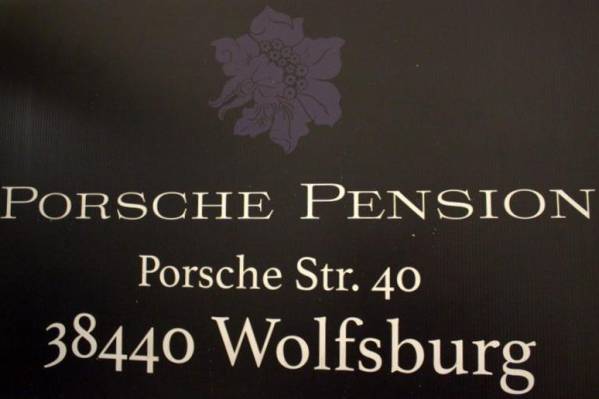 PORSCHE PENSION
Porsche Str. 40
38440 Wolfsburg